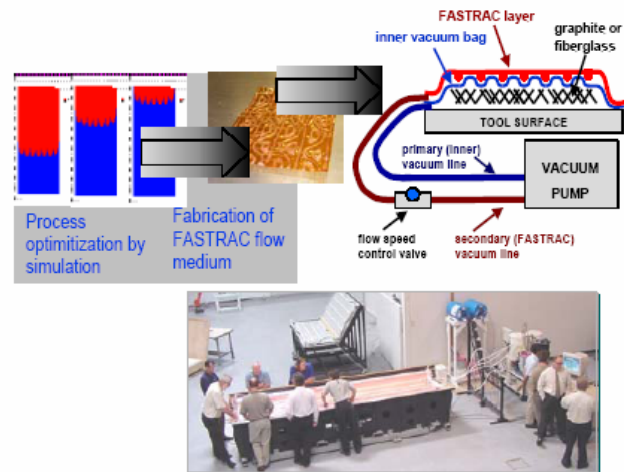 FASTRAC layer
inner vacuum bag
graphite or
fiberglass
TOOL SURFACE
primary (inner)
vacuum line
VACUUM
PUMP
flow speed
control valve
secondary (FASTRAC)
vacuum line
Process
optimitization by
simulation
Fabrication of
FASTRAC flow
medium